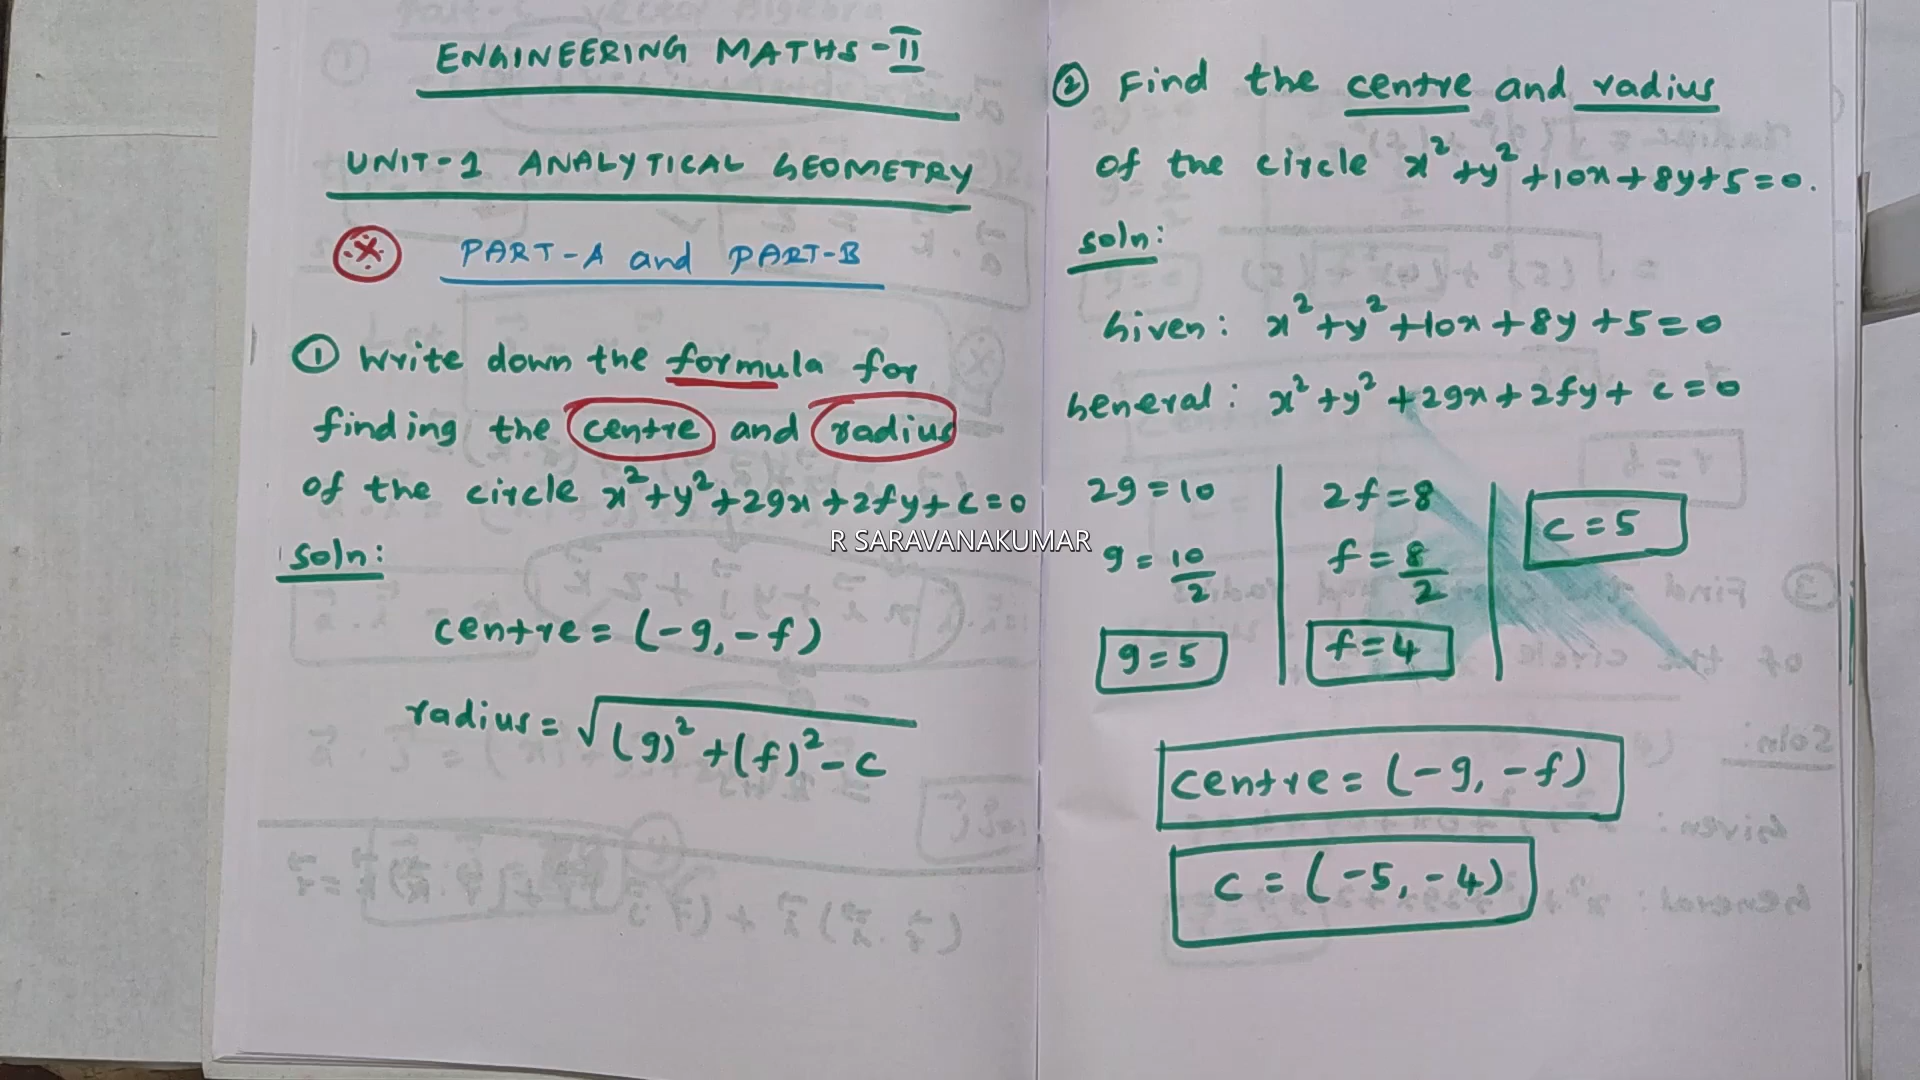 ENGINEERING MATHS-II
UNIT-1 ANALYTICAL GEOMETRY
PART-A and PART-B
① Write down the formula for
finding the centre and radius
of the circle x²+y²+2gx+2fy+c=0
Soln:
centre = (-g, -f)
radius = √(g)²+(f)²-c
② Find the centre and radius
of the circle x²+y²+10x+8y+5=0.
Soln:
Given: x²+y²+10x+8y+5=0
General: x²+y²+2gx+2fy+c=0
2g=10
g=10/2
g=5
2f=8
f=8/2
f=4
c=5
centre = (-g, -f)
c = (-5, -4)
R SARAVANAKUMAR